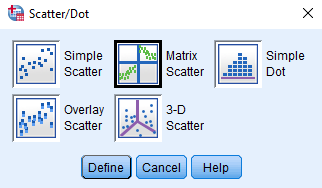 Scatter/Dot
Simple
Scatter
Matrix
Scatter
Simple
Dot
Overlay
Scatter
3-D
Scatter
Define
Cancel
Help